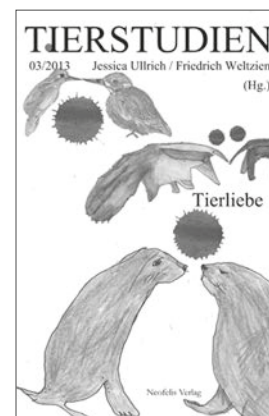 TIERSTUDIEN
03/2013 Jessica Ullrich / Friedrich Weltzien
(Hg.)
Tierliebe
Neofelis Verlag